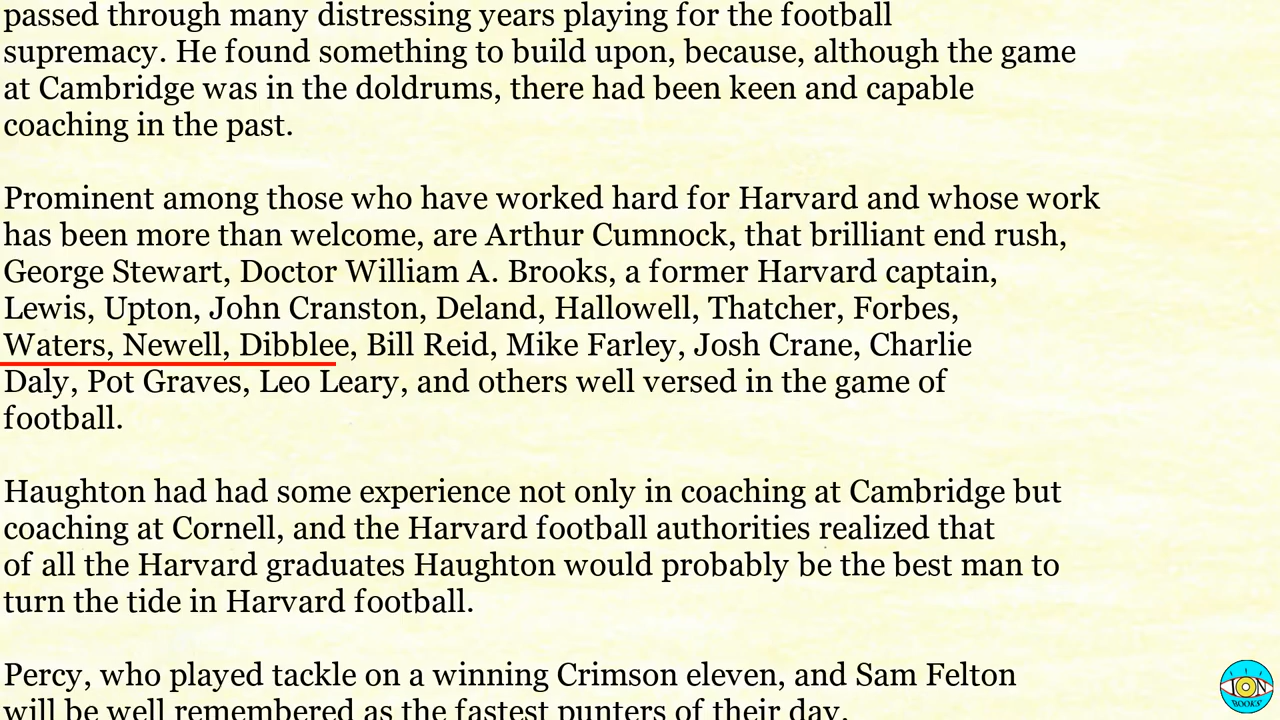 passed through many distressing years playing for the football
supremacy. He found something to build upon, because, although the game
at Cambridge was in the doldrums, there had been keen and capable
coaching in the past.
Prominent among those who have worked hard for Harvard and whose work
has been more than welcome, are Arthur Cumnock, that brilliant end rush,
George Stewart, Doctor William A. Brooks, a former Harvard captain,
Lewis, Upton, John Cranston, Deland, Hallowell, Thatcher, Forbes,
Waters, Newell, Dibblee, Bill Reid, Mike Farley, Josh Crane, Charlie
Daly, Pot Graves, Leo Leary, and others well versed in the game of
football.
Haughton had had some experience not only in coaching at Cambridge but
coaching at Cornell, and the Harvard football authorities realized that
of all the Harvard graduates Haughton would probably be the best man to
turn the tide in Harvard football.
Percy, who played tackle on a winning Crimson eleven, and Sam Felton
will be well remembered as the fastest punters of their day.
ION
BOOKS